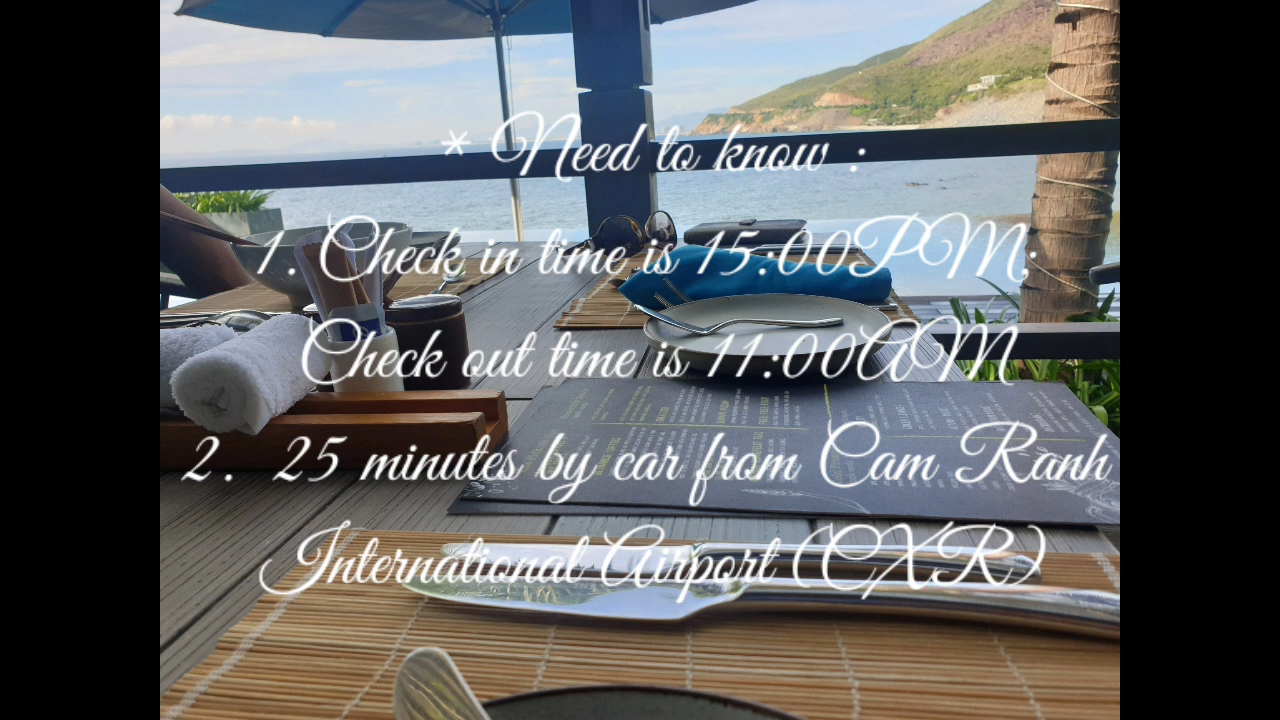 * Need to know :
1. Check in time is 15:00PM;
Check out time is 11:00AM
2. 25 minutes by car from Cam Ranh
International Airport (CXR)